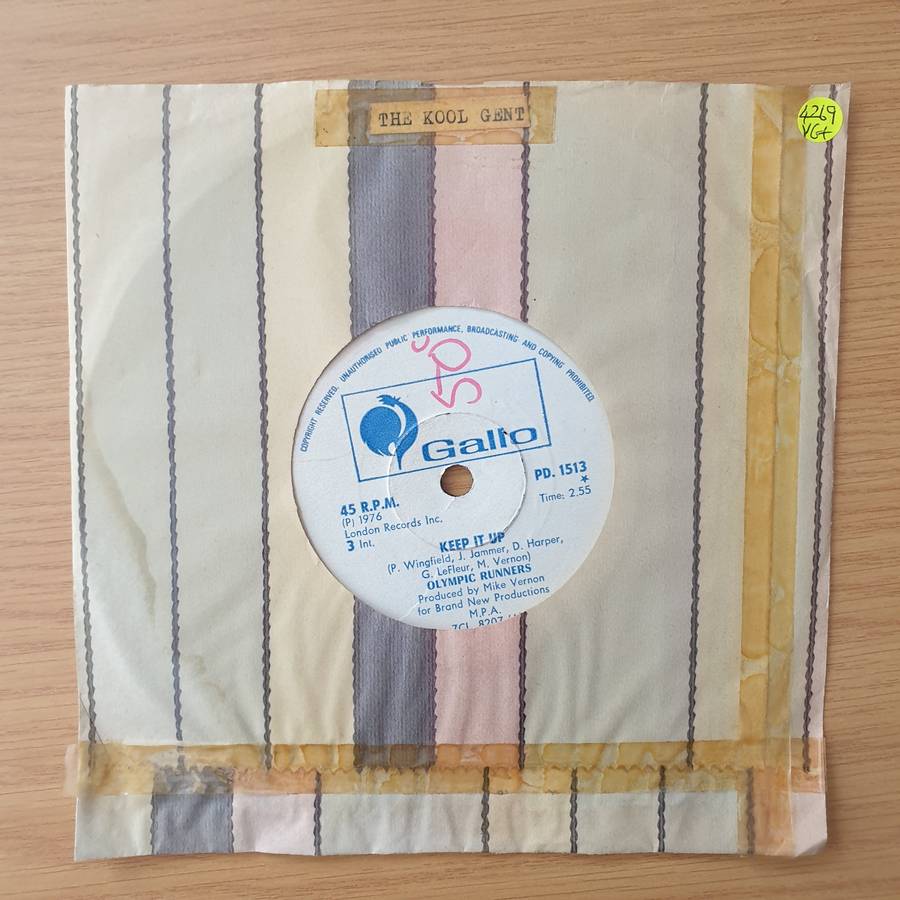 THE KOOL GENT
4269
VG+
COPYRIGHT RESERVED. UNAUTHORISED PUBLIC PERFORMANCE, BROADCASTING AND COPYING PROHIBITED.
50
Gallo
45 R.P.M.
(P) 1976
London Records Inc.
3 Int.
PD. 1513
*
Time: 2.55
KEEP IT UP
(P. Wingfield, J. Jammer, D. Harper,
G. LeFleur, M. Vernon)
OLYMPIC RUNNERS
Produced by Mike Vernon
for Brand New Productions
M.P.A.
7CL. 8207